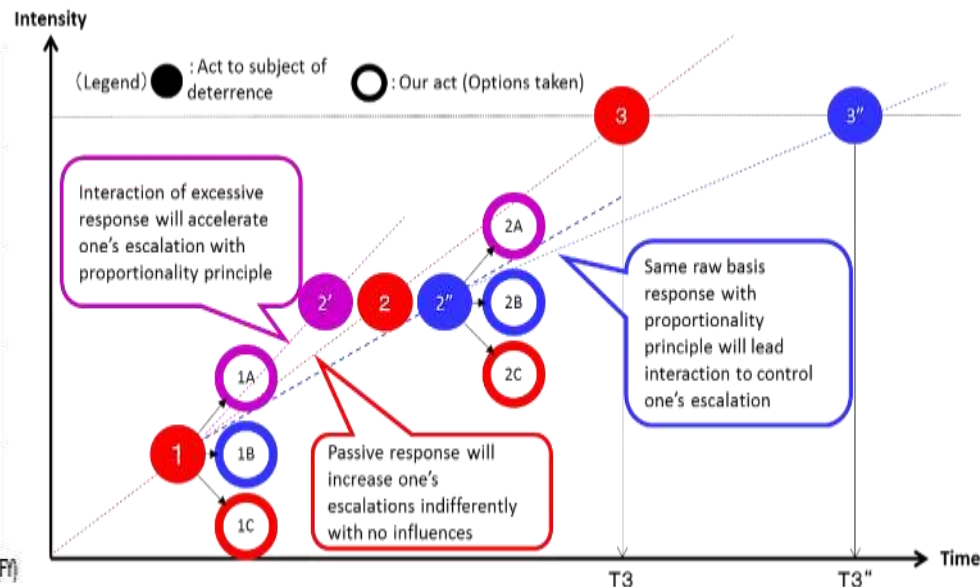 Intensity
(Legend) : Act to subject of
deterrence
: Our act (Options taken)
3
3”
Interaction of excessive
response will accelerate
one’s escalation with
proportionality principle
2A
Same raw basis
response with
proportionality
principle will lead
interaction to control
one’s escalation
2’
2
2”
2B
2C
1A
1
1B
1C
Passive response will
increase one’s
escalations indifferently
with no influences
Time
T3
T3“